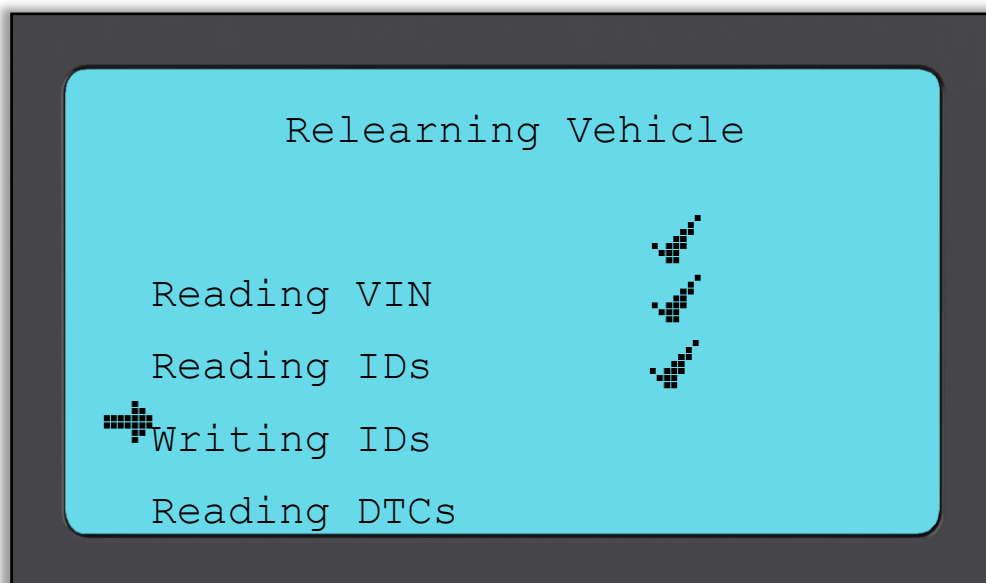 Relearning Vehicle
Reading VIN
Reading IDs
Writing IDs
Reading DTCs